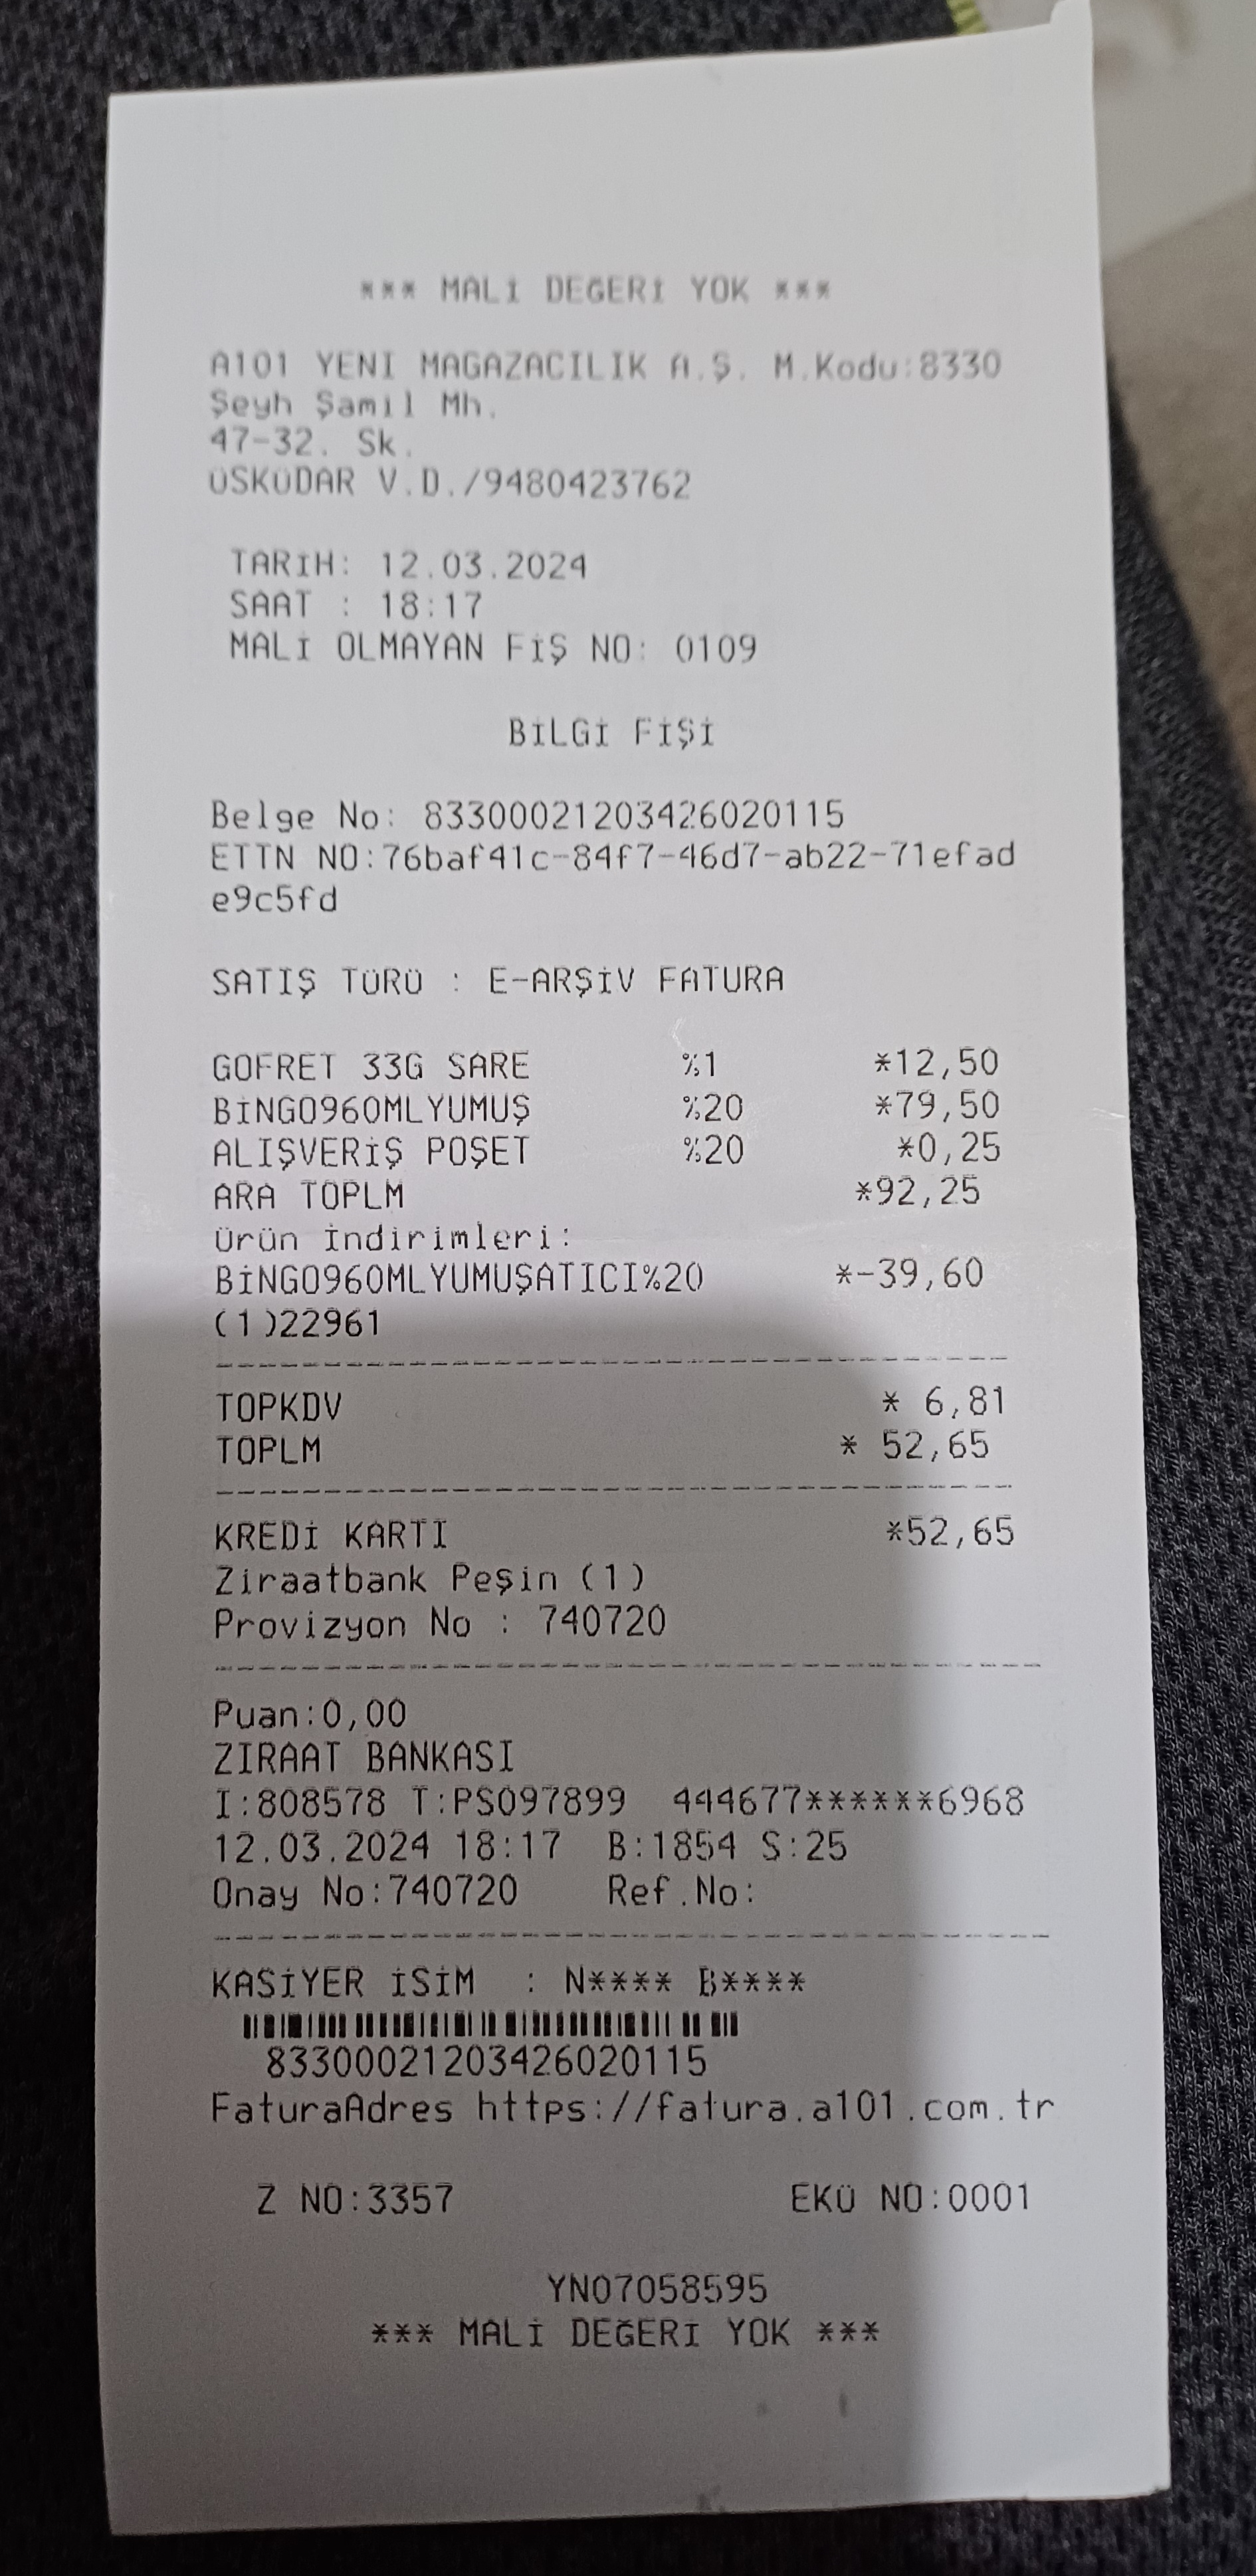 *** MALİ DEĞERİ YOK ***
A101 YENI MAGAZACILIK A.Ş. M.Kodu:8330
Şeyh Şamil Mh.
47-32. Sk.
ÜSKÜDAR V.D./9480423762
TARİH: 12.03.2024
SAAT : 18:17
MALİ OLMAYAN FİŞ NO: 0109
BİLGİ FİŞİ
Belge No: 83300021203426020115
ETTN NO:76baf41c-84f7-46d7-ab22-71efad
e9c5fd
SATIŞ TÜRÜ : E-ARŞİV FATURA
GOFRET 33G SARE %1 *12,50
BİNGO960MLYUMUŞ %20 *79,50
ALIŞVERİŞ POŞET %20 *0,25
ARA TOPLM *92,25
Ürün İndirimleri:
BİNGO960MLYUMUŞATICI%20 *-39,60
(1)22961
TOPKDV * 6,81
TOPLM * 52,65
KREDİ KARTI *52,65
Ziraatbank Peşin (1)
Provizyon No : 740720
Puan:0,00
ZIRAAT BANKASI
I:808578 T:PS097899 444677******6968
12.03.2024 18:17 B:1854 S:25
Onay No:740720 Ref.No:
KASİYER İSİM : N**** B****
83300021203426020115
FaturaAdres https://fatura.a101.com.tr
Z NO:3357 EKÜ NO:0001
YN07058595
*** MALİ DEĞERİ YOK ***